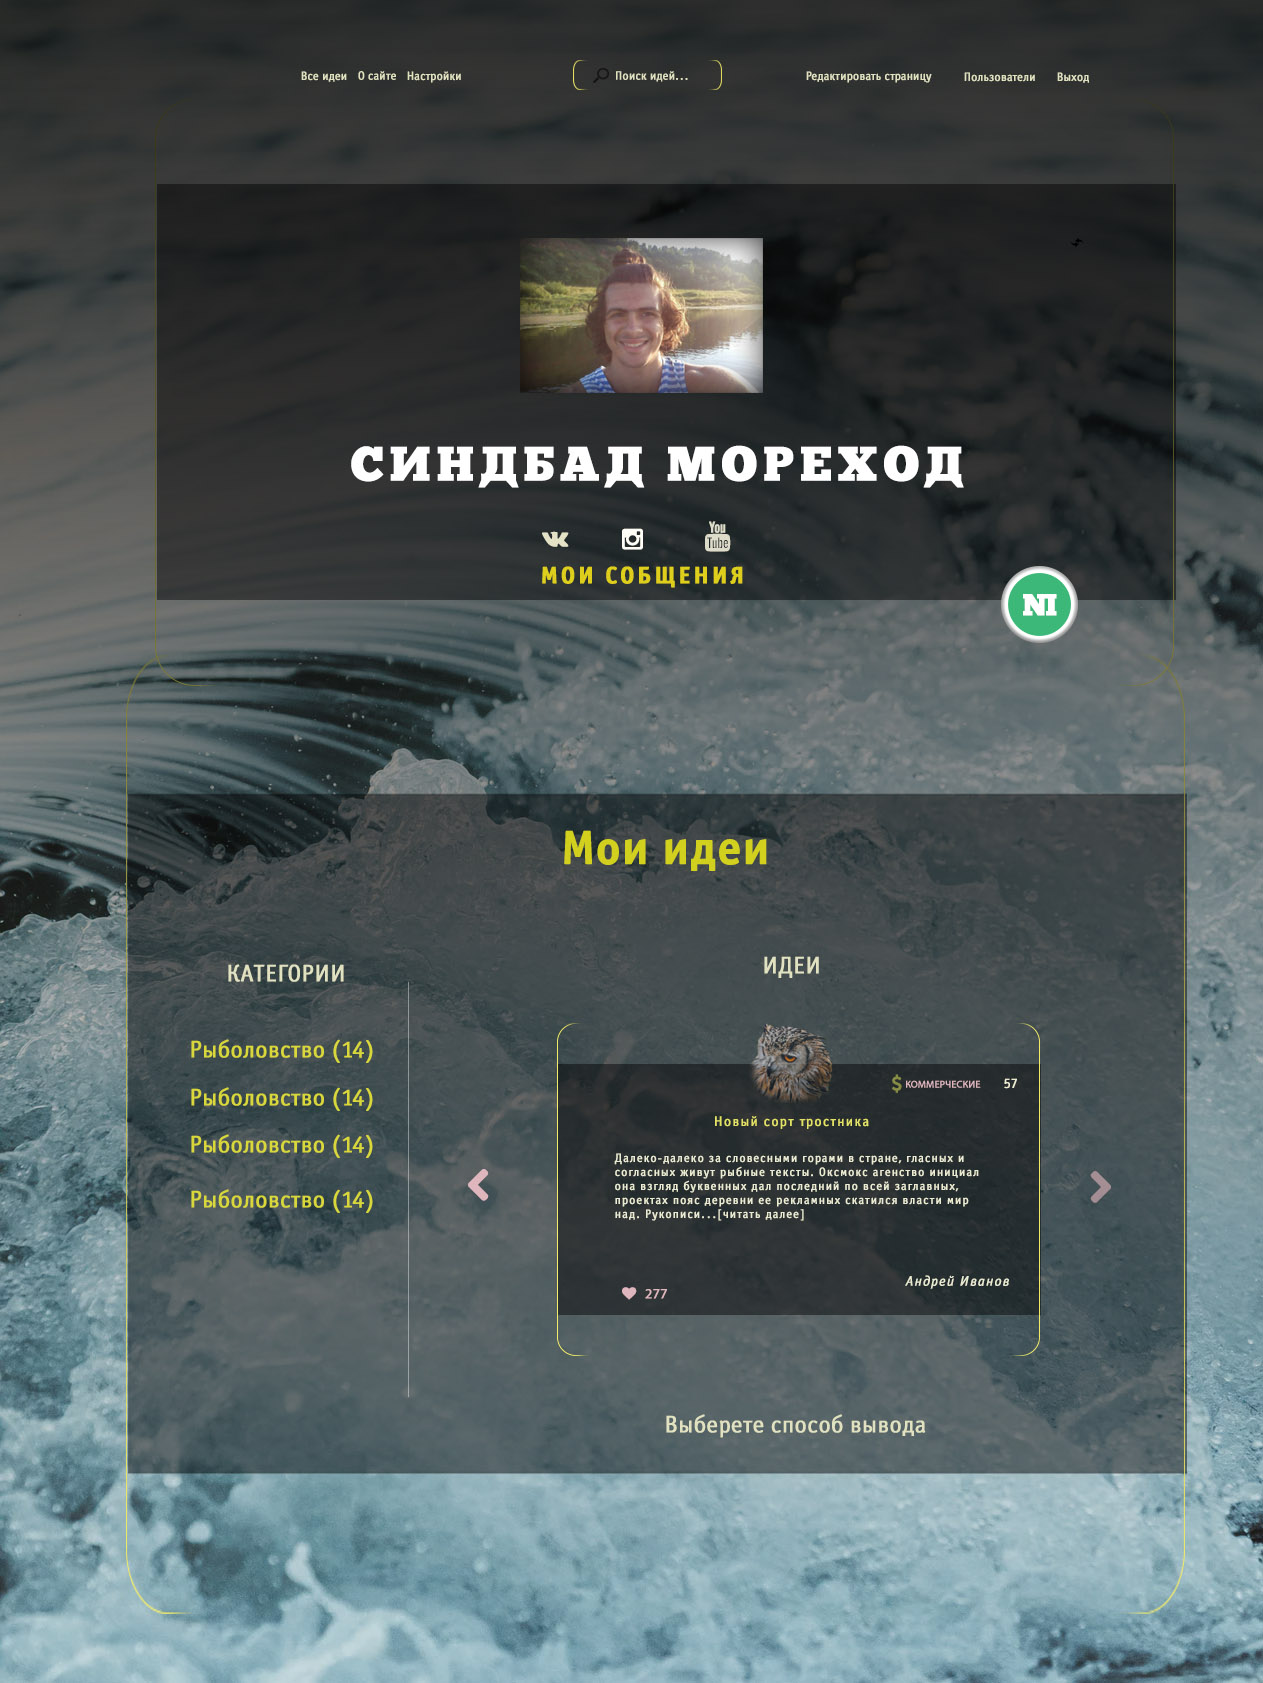 Все идеи О сайте Настройки Поиск идей... Редактировать страницу Пользователи Выход
СИНДБАД МОРЕХОД
You
Tube
МОИ СОБЩЕНИЯ
NI
Мои идеи
КАТЕГОРИИ
Рыболовство (14)
Рыболовство (14)
Рыболовство (14)
Рыболовство (14)
ИДЕИ
$ КОММЕРЧЕСКИЕ 57
Новый сорт тростника
Далеко-далеко за словесными горами в стране, гласных и
согласных живут рыбные тексты. Оксмокс агенство инициал
она взгляд буквенных дал последний по всей заглавных,
проектах пояс деревни ее рекламных скатился власти мир
над. Рукописи...[читать далее]
Андрей Иванов
277
Выберете способ вывода